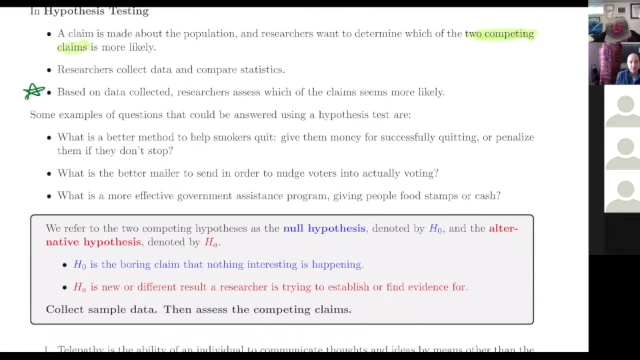 In Hypothesis Testing
• A claim is made about the population, and researchers want to determine which of the two competing
claims is more likely.
• Researchers collect data and compare statistics.
• Based on data collected, researchers assess which of the claims seems more likely.
Some examples of questions that could be answered using a hypothesis test are:
• What is a better method to help smokers quit: give them money for successfully quitting, or penalize
them if they don't stop?
• What is the better mailer to send in order to nudge voters into actually voting?
• What is a more effective government assistance program, giving people food stamps or cash?
We refer to the two competing hypotheses as the null hypothesis, denoted by H₀, and the alter-
native hypothesis, denoted by Hₐ.
• H₀ is the boring claim that nothing interesting is happening.
• Hₐ is new or different result a researcher is trying to establish or find evidence for.
Collect sample data. Then assess the competing claims.
1. Telepathy is the ability of an individual to communicate thoughts and ideas by means other than the